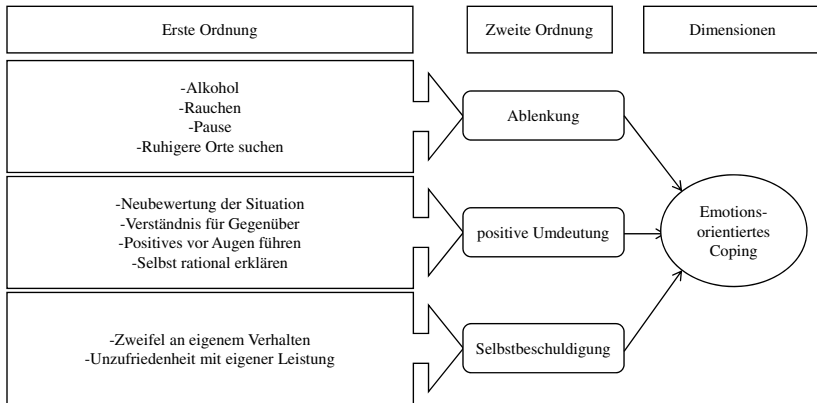 Erste Ordnung
Zweite Ordnung
Dimensionen
-Alkohol
-Rauchen
-Pause
-Ruhigere Orte suchen
Ablenkung
-Neubewertung der Situation
-Verständnis für Gegenüber
-Positives vor Augen führen
-Selbst rational erklären
positive Umdeutung
Emotions-
orientiertes
Coping
-Zweifel an eigenem Verhalten
-Unzufriedenheit mit eigener Leistung
Selbstbeschuldigung